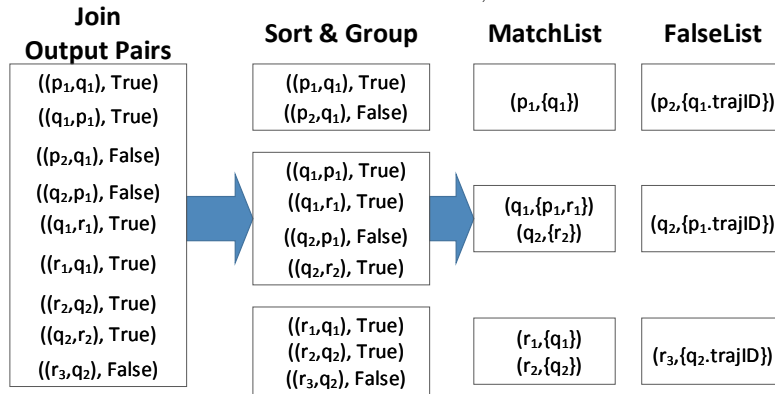 Join
Output Pairs
((p₁,q₁), True)
((q₁,p₁), True)
((p₂,q₁), False)
((q₂,p₁), False)
((q₁,r₁), True)
((r₁,q₁), True)
((r₂,q₂), True)
((q₂,r₂), True)
((r₃,q₂), False)
Sort & Group
((p₁,q₁), True)
((p₂,q₁), False)
((q₁,p₁), True)
((q₁,r₁), True)
((q₂,p₁), False)
((q₂,r₂), True)
((r₁,q₁), True)
((r₂,q₂), True)
((r₃,q₂), False)
MatchList
(p₁,{q₁})
(q₁,{p₁,r₁})
(q₂,{r₂})
(r₁,{q₁})
(r₂,{q₂})
FalseList
(p₂,{q₁.trajID})
(q₂,{p₁.trajID})
(r₃,{q₂.trajID})